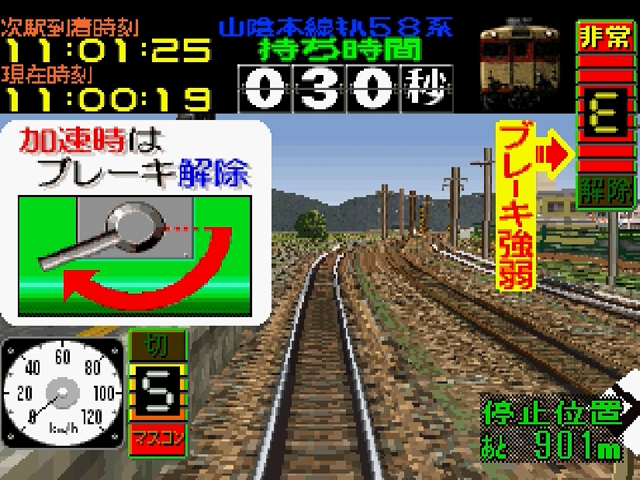 次駅到着時刻
11:01:25
現在時刻
11:00:19
山陰本線キハ58系
持ち時間
030秒
非常
E
解除
加速時は
ブレーキ解除
ブレーキ強弱
切
5
マスコン
0 20 40 60 80 100 120
km/h
停止位置
あと 901m